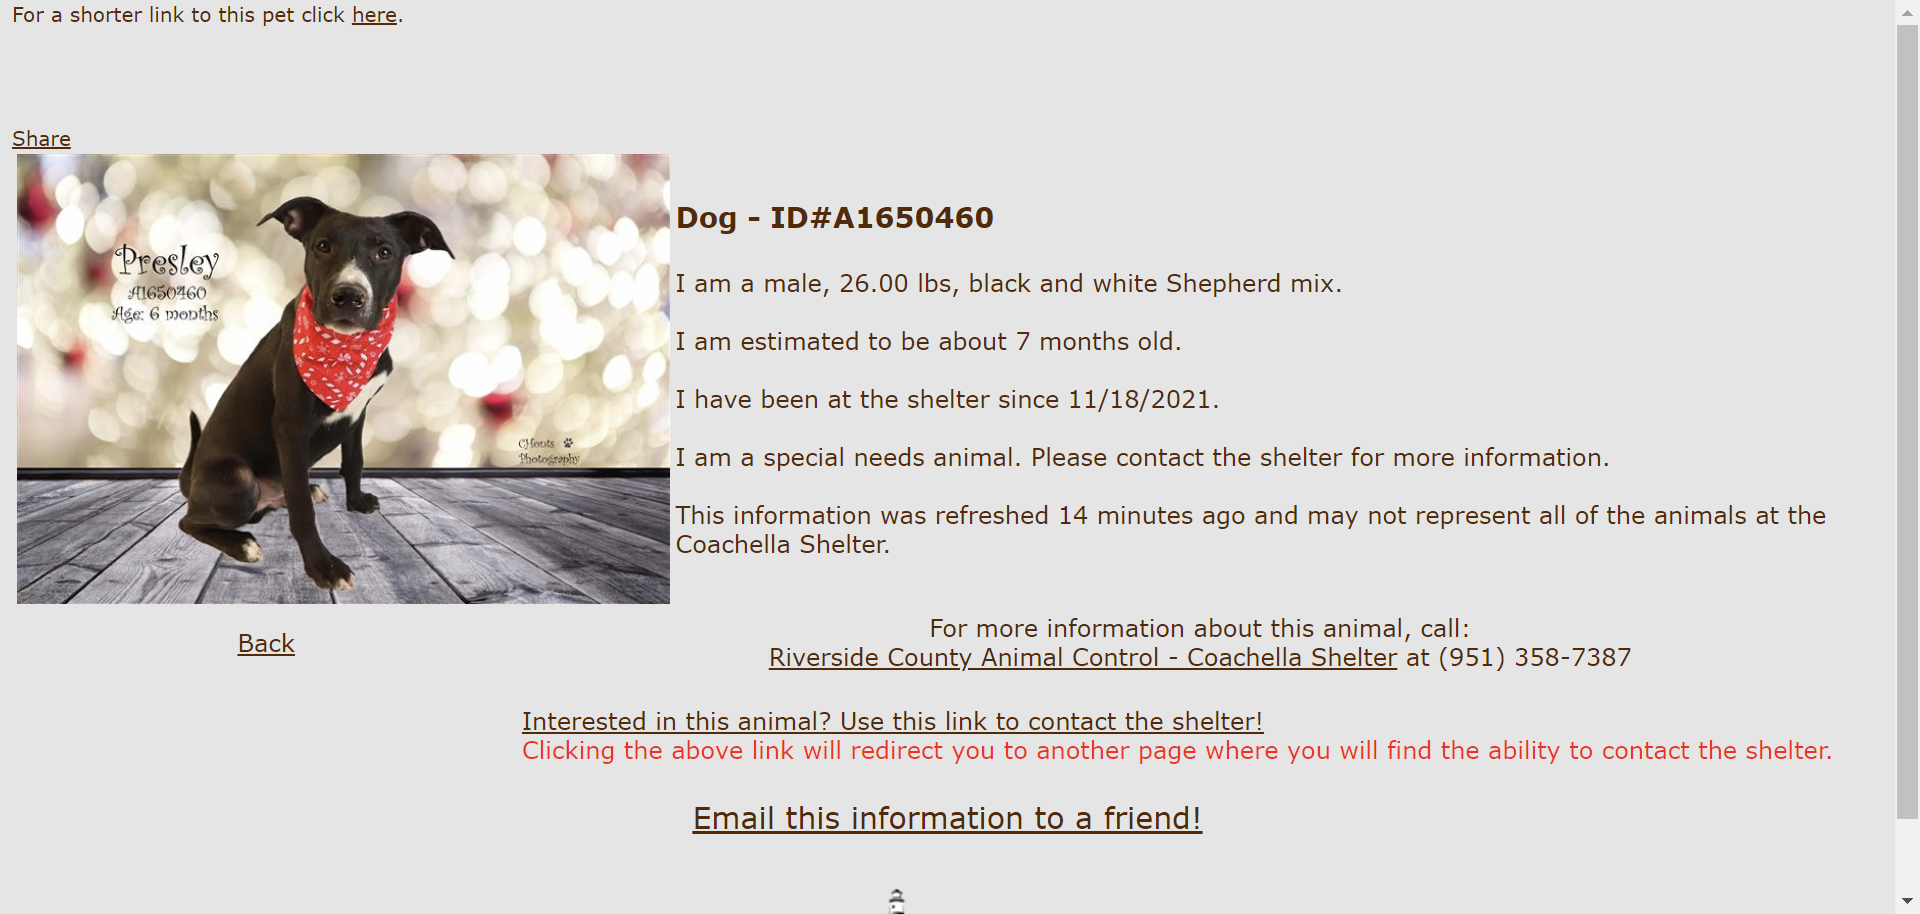 For a shorter link to this pet click here.
Share
Presley
A1650460
Age: 6 months
CHonts
Photography
Dog - ID#A1650460
I am a male, 26.00 lbs, black and white Shepherd mix.
I am estimated to be about 7 months old.
I have been at the shelter since 11/18/2021.
I am a special needs animal. Please contact the shelter for more information.
This information was refreshed 14 minutes ago and may not represent all of the animals at the
Coachella Shelter.
Back
For more information about this animal, call:
Riverside County Animal Control - Coachella Shelter at (951) 358-7387
Interested in this animal? Use this link to contact the shelter!
Clicking the above link will redirect you to another page where you will find the ability to contact the shelter.
Email this information to a friend!